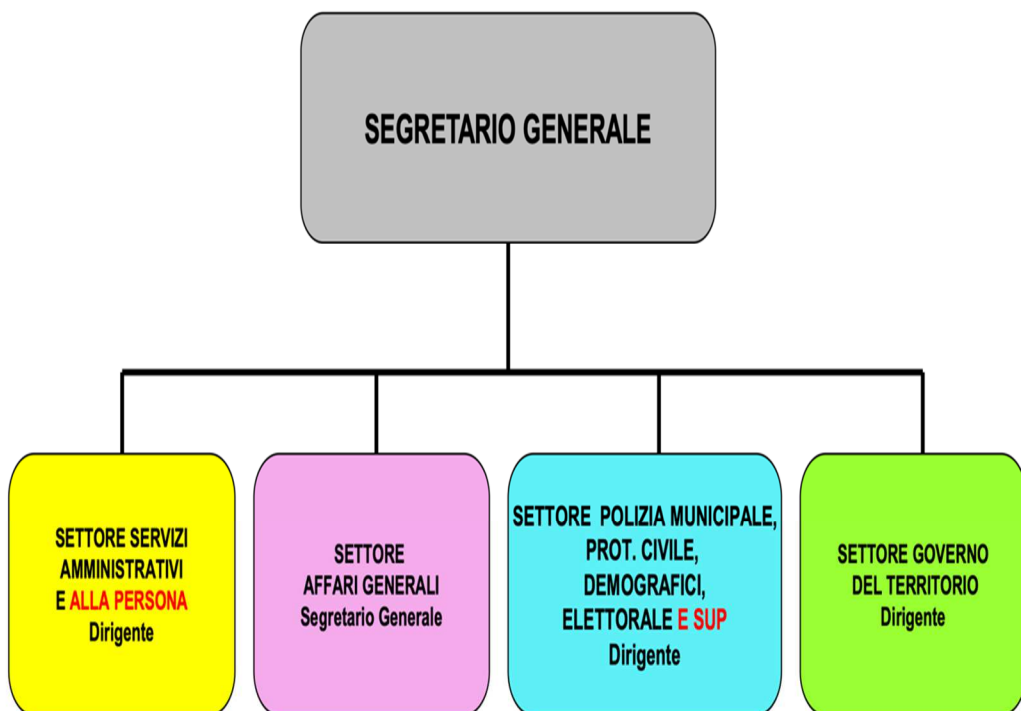 SEGRETARIO GENERALE
SETTORE SERVIZI
AMMINISTRATIVI
E ALLA PERSONA
Dirigente
SETTORE
AFFARI GENERALI
Segretario Generale
SETTORE POLIZIA MUNICIPALE,
PROT. CIVILE,
DEMOGRAFICI,
ELETTORALE E SUP
Dirigente
SETTORE GOVERNO
DEL TERRITORIO
Dirigente